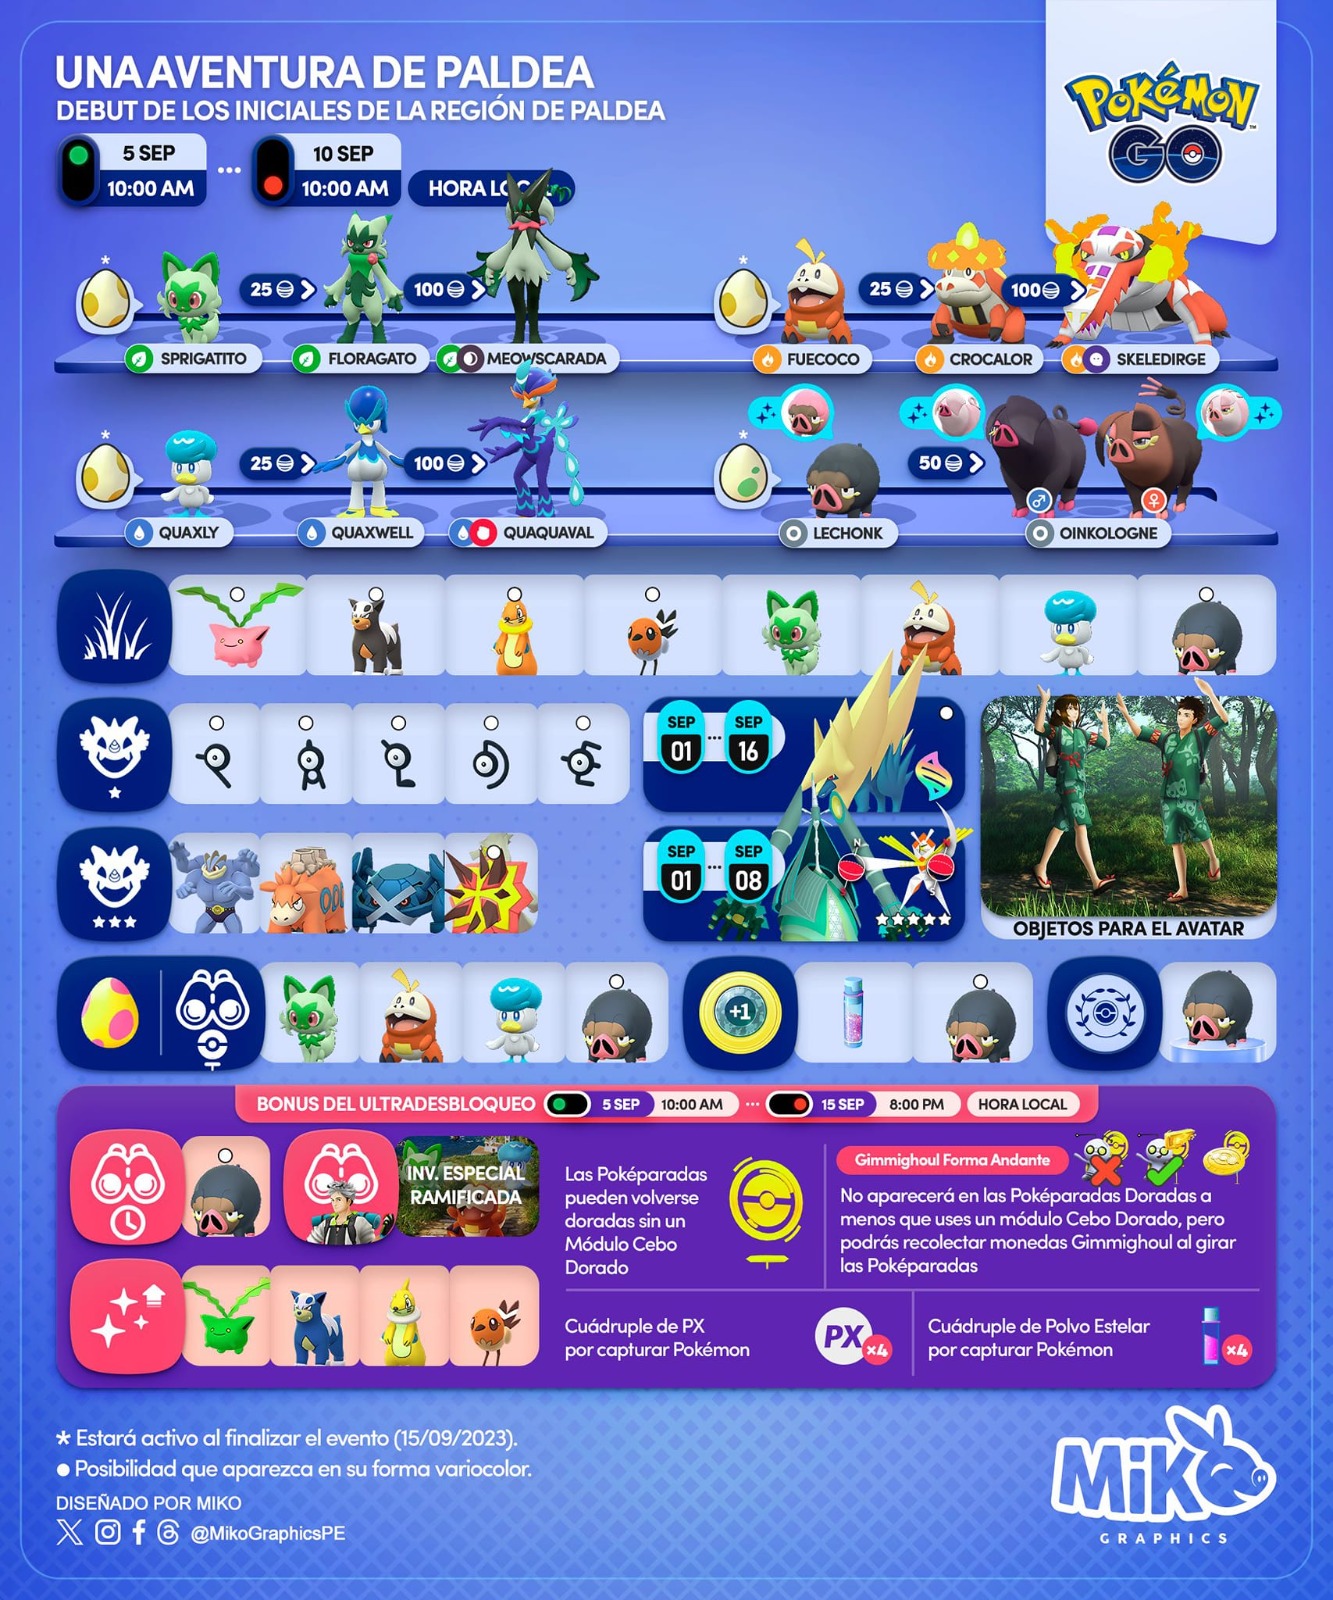 UNA AVENTURA DE PALDEA
DEBUT DE LOS INICIALES DE LA REGIÓN DE PALDEA
POKÉMON
GO
5 SEP
10:00 AM
...
10 SEP
10:00 AM
HORA LOCAL
*
25
100
SPRIGATITO
FLORAGATO
MEOWSCARADA
*
25
100
FUECOCO
CROCALOR
SKELEDIRGE
*
25
100
QUAXLY
QUAXWELL
QUAQUAVAL
*
50
♂
♀
LECHONK
OINKOLOGNE
SEP
01
...
SEP
16
SEP
01
...
SEP
08
N
S
OBJETOS PARA EL AVATAR
+1
BONUS DEL ULTRADESBLOQUEO
5 SEP
10:00 AM
...
15 SEP
8:00 PM
HORA LOCAL
INV. ESPECIAL
RAMIFICADA
Las Poképaradas
pueden volverse
doradas sin un
Módulo Cebo
Dorado
Gimmighoul Forma Andante
No aparecerá en las Poképaradas Doradas a
menos que uses un módulo Cebo Dorado, pero
podrás recolectar monedas Gimmighoul al girar
las Poképaradas
Cuádruple de PX
por capturar Pokémon
PX
x4
Cuádruple de Polvo Estelar
por capturar Pokémon
x4
* Estará activo al finalizar el evento (15/09/2023).
● Posibilidad que aparezca en su forma variocolor.
DISEÑADO POR MIKO
@MikoGraphicsPE
MiKO
GRAPHICS